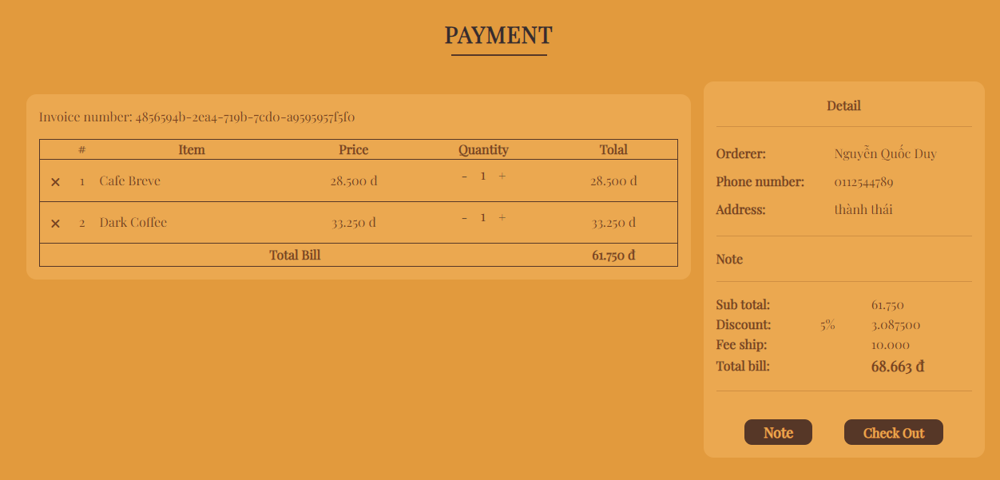 PAYMENT
Invoice number: 4856594b-2ea4-719b-7cd0-a9595957f5f0
# Item Price Quantity Tolal
× 1 Cafe Breve 28.500 đ - 1 + 28.500 đ
× 2 Dark Coffee 33.250 đ - 1 + 33.250 đ
Total Bill 61.750 đ
Detail
Orderer: Nguyễn Quốc Duy
Phone number: 0112544789
Address: thành thái
Note
Sub total: 61.750
Discount: 5% 3.087500
Fee ship: 10.000
Total bill: 68.663 đ
Note Check Out